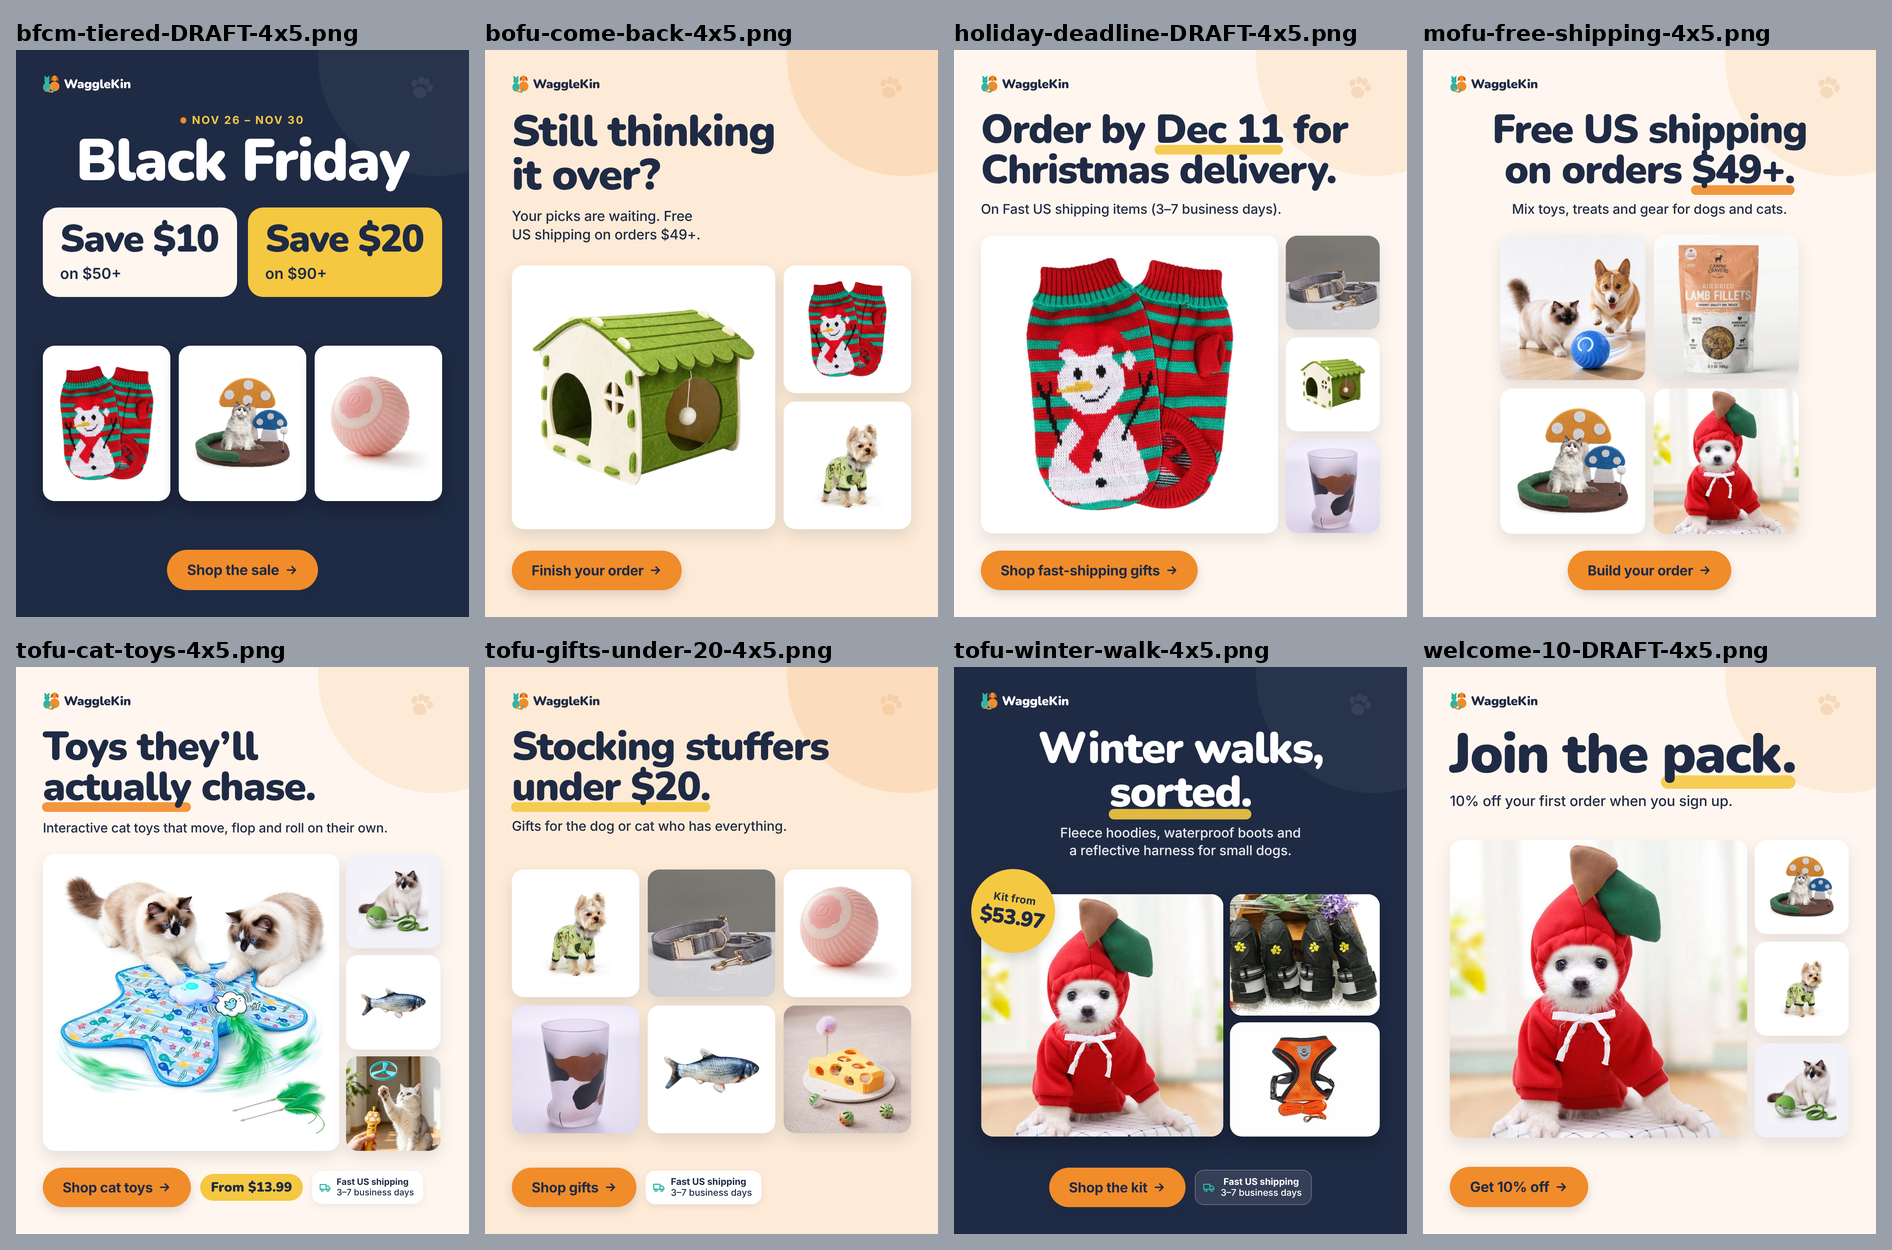 bfcm-tiered-DRAFT-4x5.png
WaggleKin
NOV 26 – NOV 30
Black Friday
Save $10
on $50+
Save $20
on $90+
Shop the sale →
bofu-come-back-4x5.png
WaggleKin
Still thinking
it over?
Your picks are waiting. Free
US shipping on orders $49+.
Finish your order →
holiday-deadline-DRAFT-4x5.png
WaggleKin
Order by Dec 11 for
Christmas delivery.
On Fast US shipping items (3–7 business days).
Shop fast-shipping gifts →
mofu-free-shipping-4x5.png
WaggleKin
Free US shipping
on orders $49+.
Mix toys, treats and gear for dogs and cats.
AIR DRIED
LAMB FILLETS
Build your order →
tofu-cat-toys-4x5.png
WaggleKin
Toys they’ll
actually chase.
Interactive cat toys that move, flop and roll on their own.
Shop cat toys →
From $13.99
Fast US shipping
3–7 business days
tofu-gifts-under-20-4x5.png
WaggleKin
Stocking stuffers
under $20.
Gifts for the dog or cat who has everything.
Shop gifts →
Fast US shipping
3–7 business days
tofu-winter-walk-4x5.png
WaggleKin
Winter walks,
sorted.
Fleece hoodies, waterproof boots and
a reflective harness for small dogs.
Kit from
$53.97
Shop the kit →
Fast US shipping
3–7 business days
welcome-10-DRAFT-4x5.png
WaggleKin
Join the pack.
10% off your first order when you sign up.
Get 10% off →